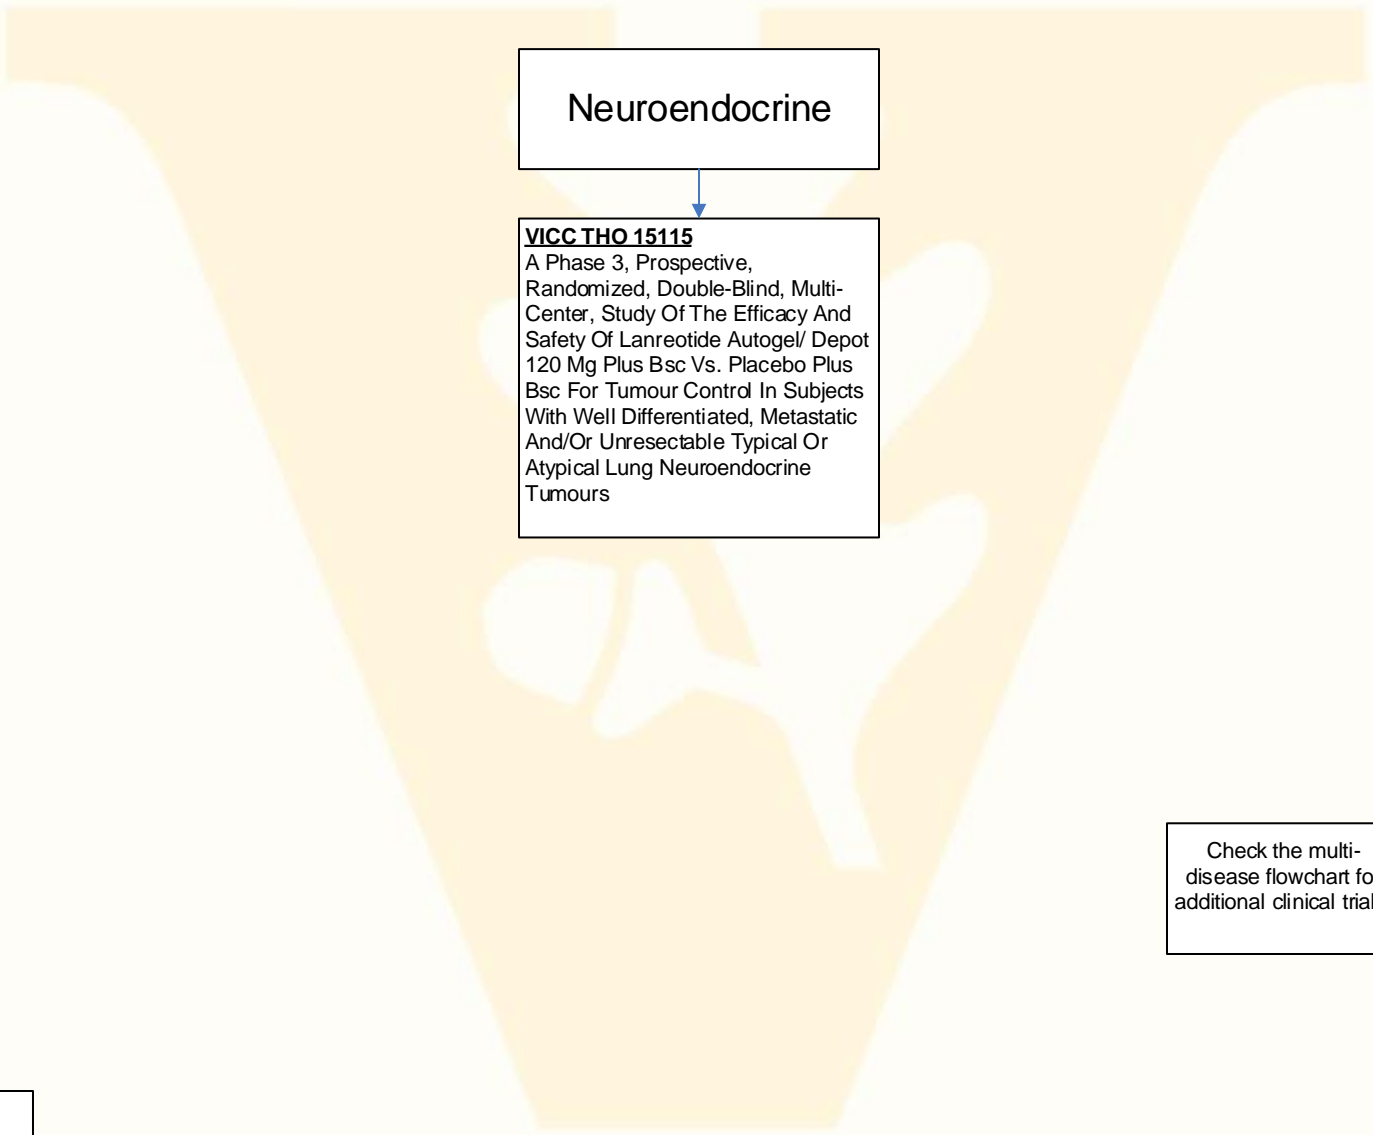 Neuroendocrine
VICC THO 15115
A Phase 3, Prospective,
Randomized, Double-Blind, Multi-
Center, Study Of The Efficacy And
Safety Of Lanreotide Autogel/ Depot
120 Mg Plus Bsc Vs. Placebo Plus
Bsc For Tumour Control In Subjects
With Well Differentiated, Metastatic
And/Or Unresectable Typical Or
Atypical Lung Neuroendocrine
Tumours
Check the multi-
disease flowchart fo
additional clinical trial